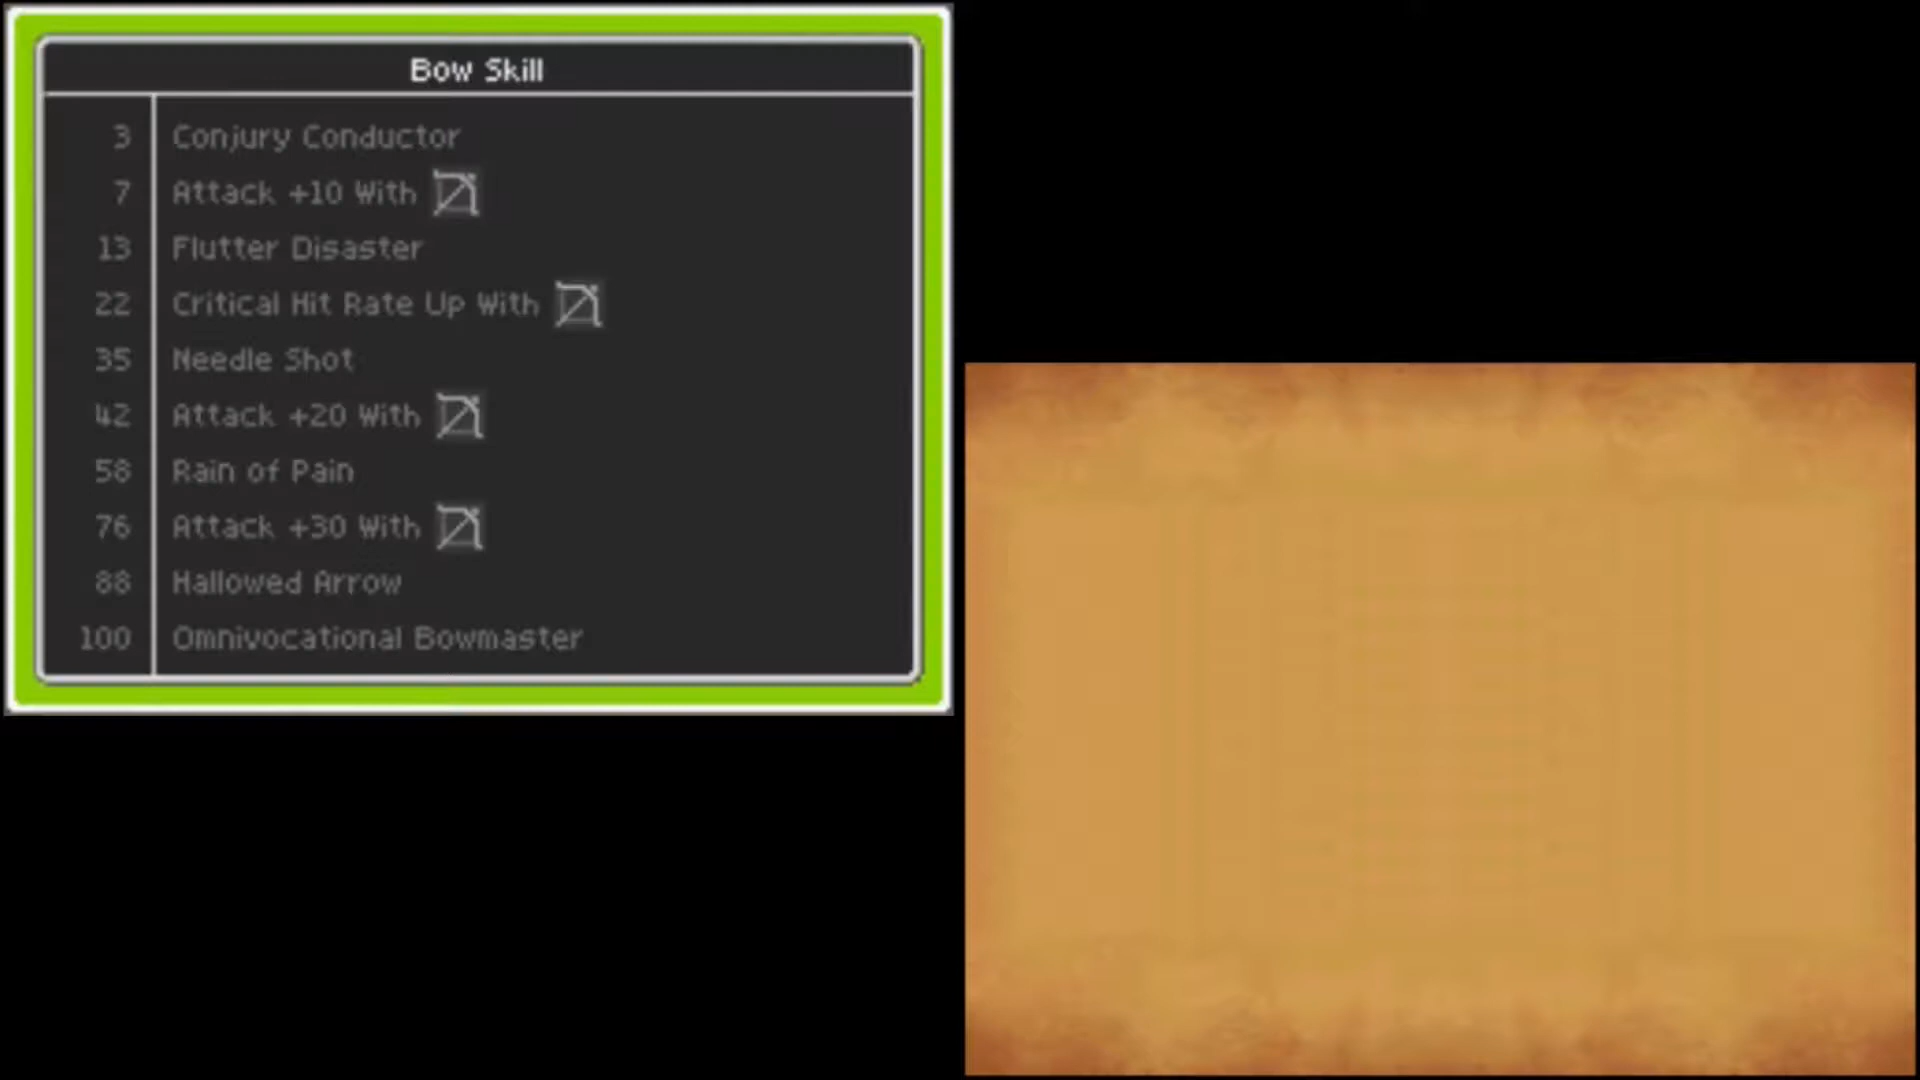 Bow Skill
3 Conjury Conductor
7 Attack +10 With
13 Flutter Disaster
22 Critical Hit Rate Up With
35 Needle Shot
42 Attack +20 With
58 Rain of Pain
76 Attack +30 With
88 Hallowed Arrow
100 Omnivocational Bowmaster